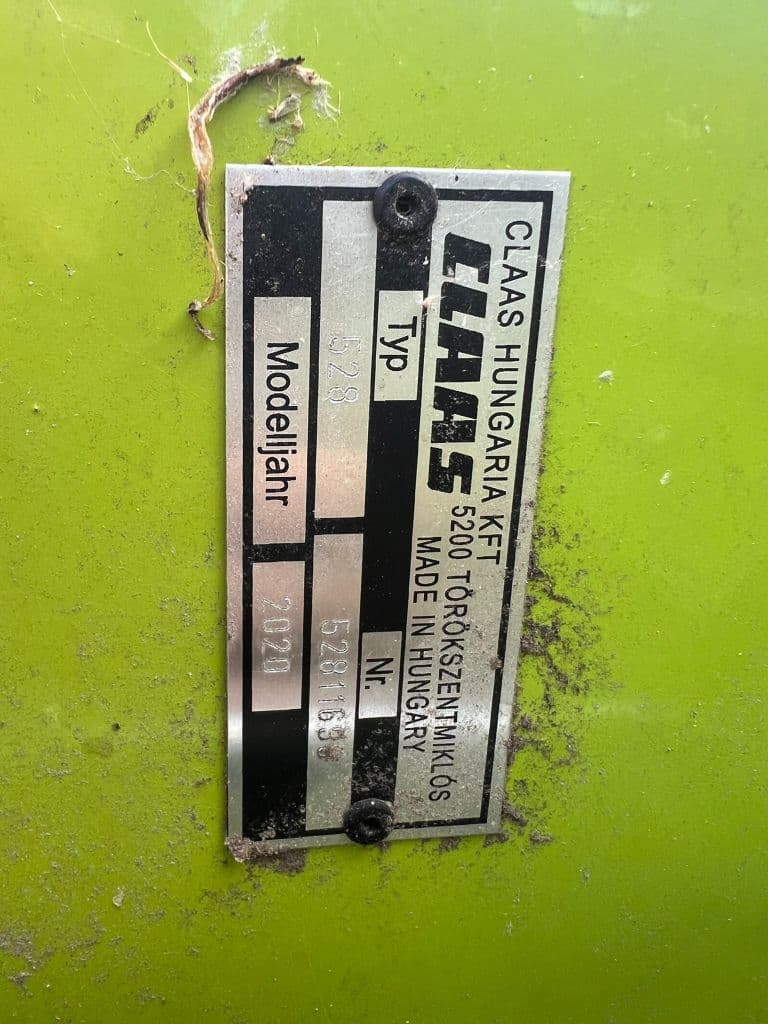 CLAAS HUNGARIA KFT
CLAAS 5200 TÖRÖKSZENTMIKLÓS
MADE IN HUNGARY
Typ Nr.
528
Modelljahr 2020